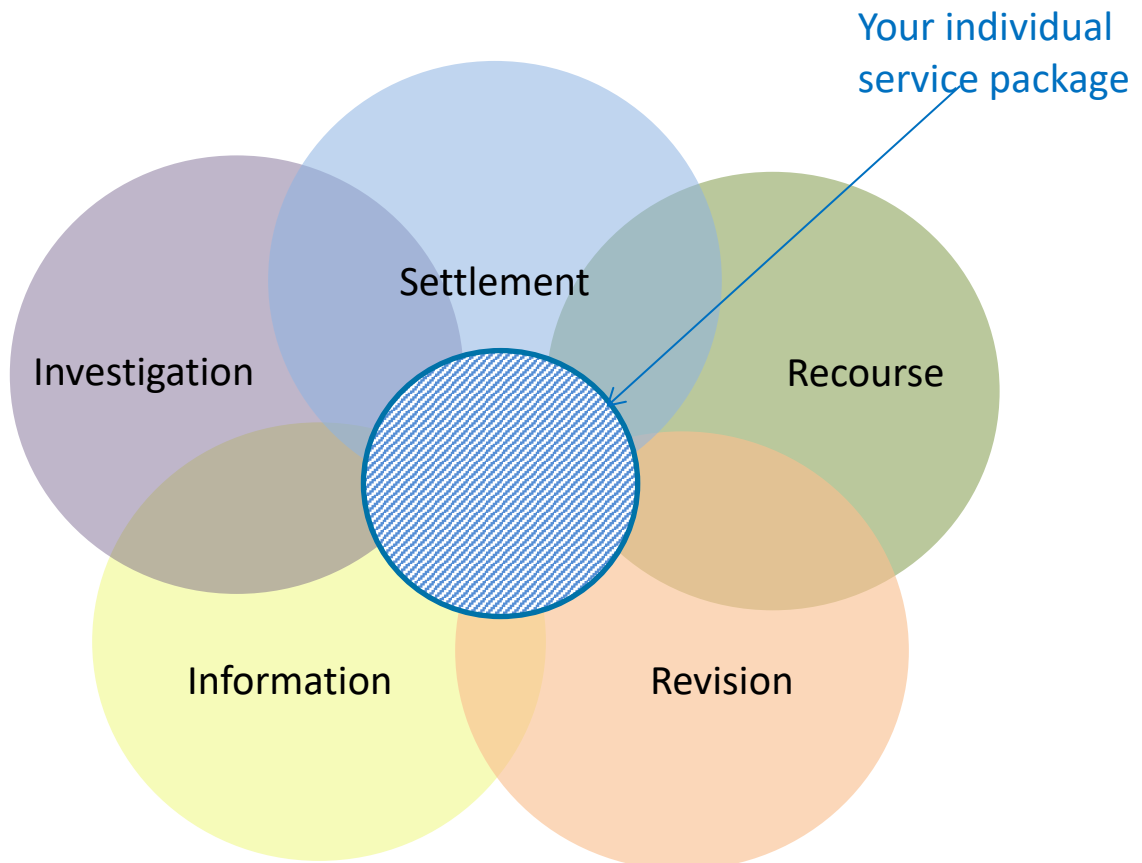 Your individual
service package
Settlement
Investigation
Recourse
Information
Revision